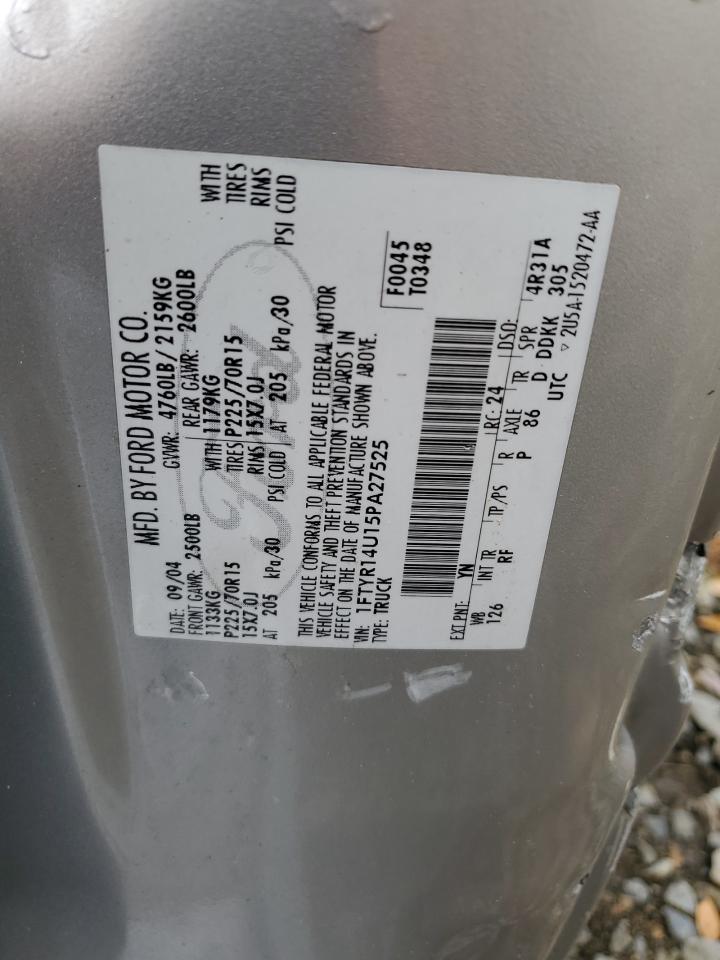 MFD. BY FORD MOTOR CO.
DATE: 09/04 GVWR: 4760LB/2159KG
FRONT GAWR: 2500LB REAR GAWR: 2600LB
1133KG WITH 1179KG WITH
P225/70R15 TIRES P225/70R15 TIRES
15X7.0J RIMS 15X7.0J RIMS
AT 205 kPa/30 PSI COLD AT 205 kPa/30 PSI COLD
Ford
THIS VEHICLE CONFORMS TO ALL APPLICABLE FEDERAL MOTOR
VEHICLE SAFETY AND THEFT PREVENTION STANDARDS IN
EFFECT ON THE DATE OF MANUFACTURE SHOWN ABOVE.
VIN: 1FTYR14U15PA27525 F0045
TYPE: TRUCK T0348
EXT PNT: YN RC: 24 DSO:
WB INT TR TP/PS R AXLE TR SPR 4R31A
126 RF P 86 D DDKK 305
UTC ▽ 2U5A-1520472-AA